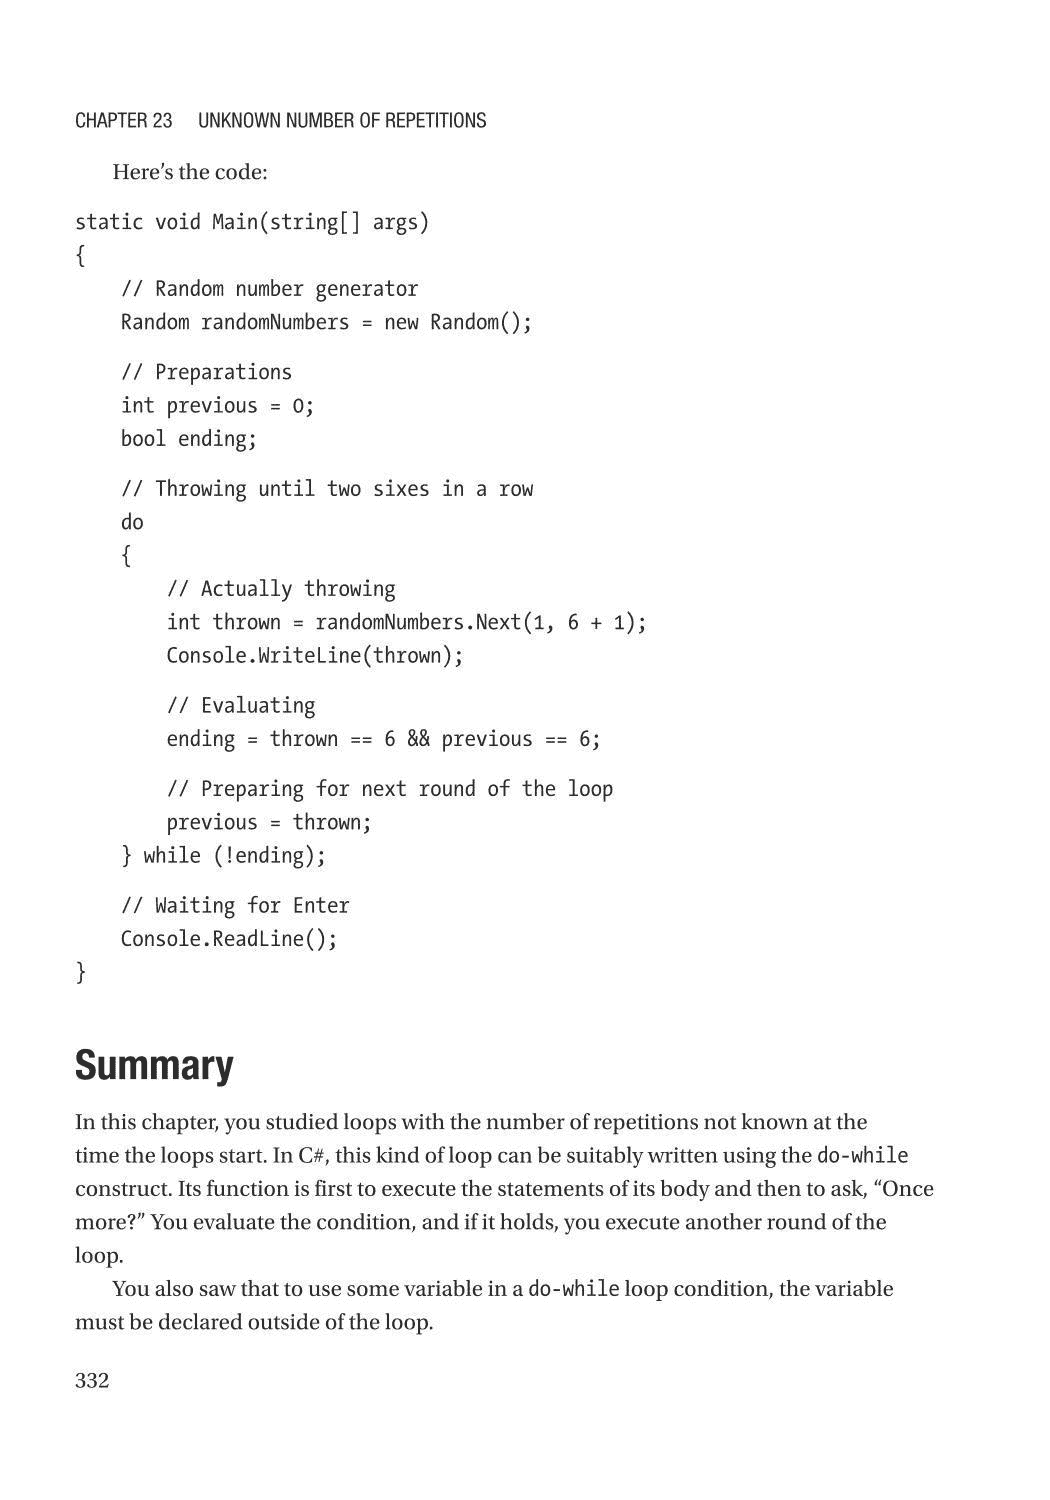 CHAPTER 23 UNKNOWN NUMBER OF REPETITIONS
Here’s the code:
static void Main(string[] args)
{
    // Random number generator
    Random randomNumbers = new Random();
    // Preparations
    int previous = 0;
    bool ending;
    // Throwing until two sixes in a row
    do
    {
        // Actually throwing
        int thrown = randomNumbers.Next(1, 6 + 1);
        Console.WriteLine(thrown);
        // Evaluating
        ending = thrown == 6 && previous == 6;
        // Preparing for next round of the loop
        previous = thrown;
    } while (!ending);
    // Waiting for Enter
    Console.ReadLine();
}
Summary
In this chapter, you studied loops with the number of repetitions not known at the
time the loops start. In C#, this kind of loop can be suitably written using the do-while
construct. Its function is first to execute the statements of its body and then to ask, “Once
more?” You evaluate the condition, and if it holds, you execute another round of the
loop.
You also saw that to use some variable in a do-while loop condition, the variable
must be declared outside of the loop.
332